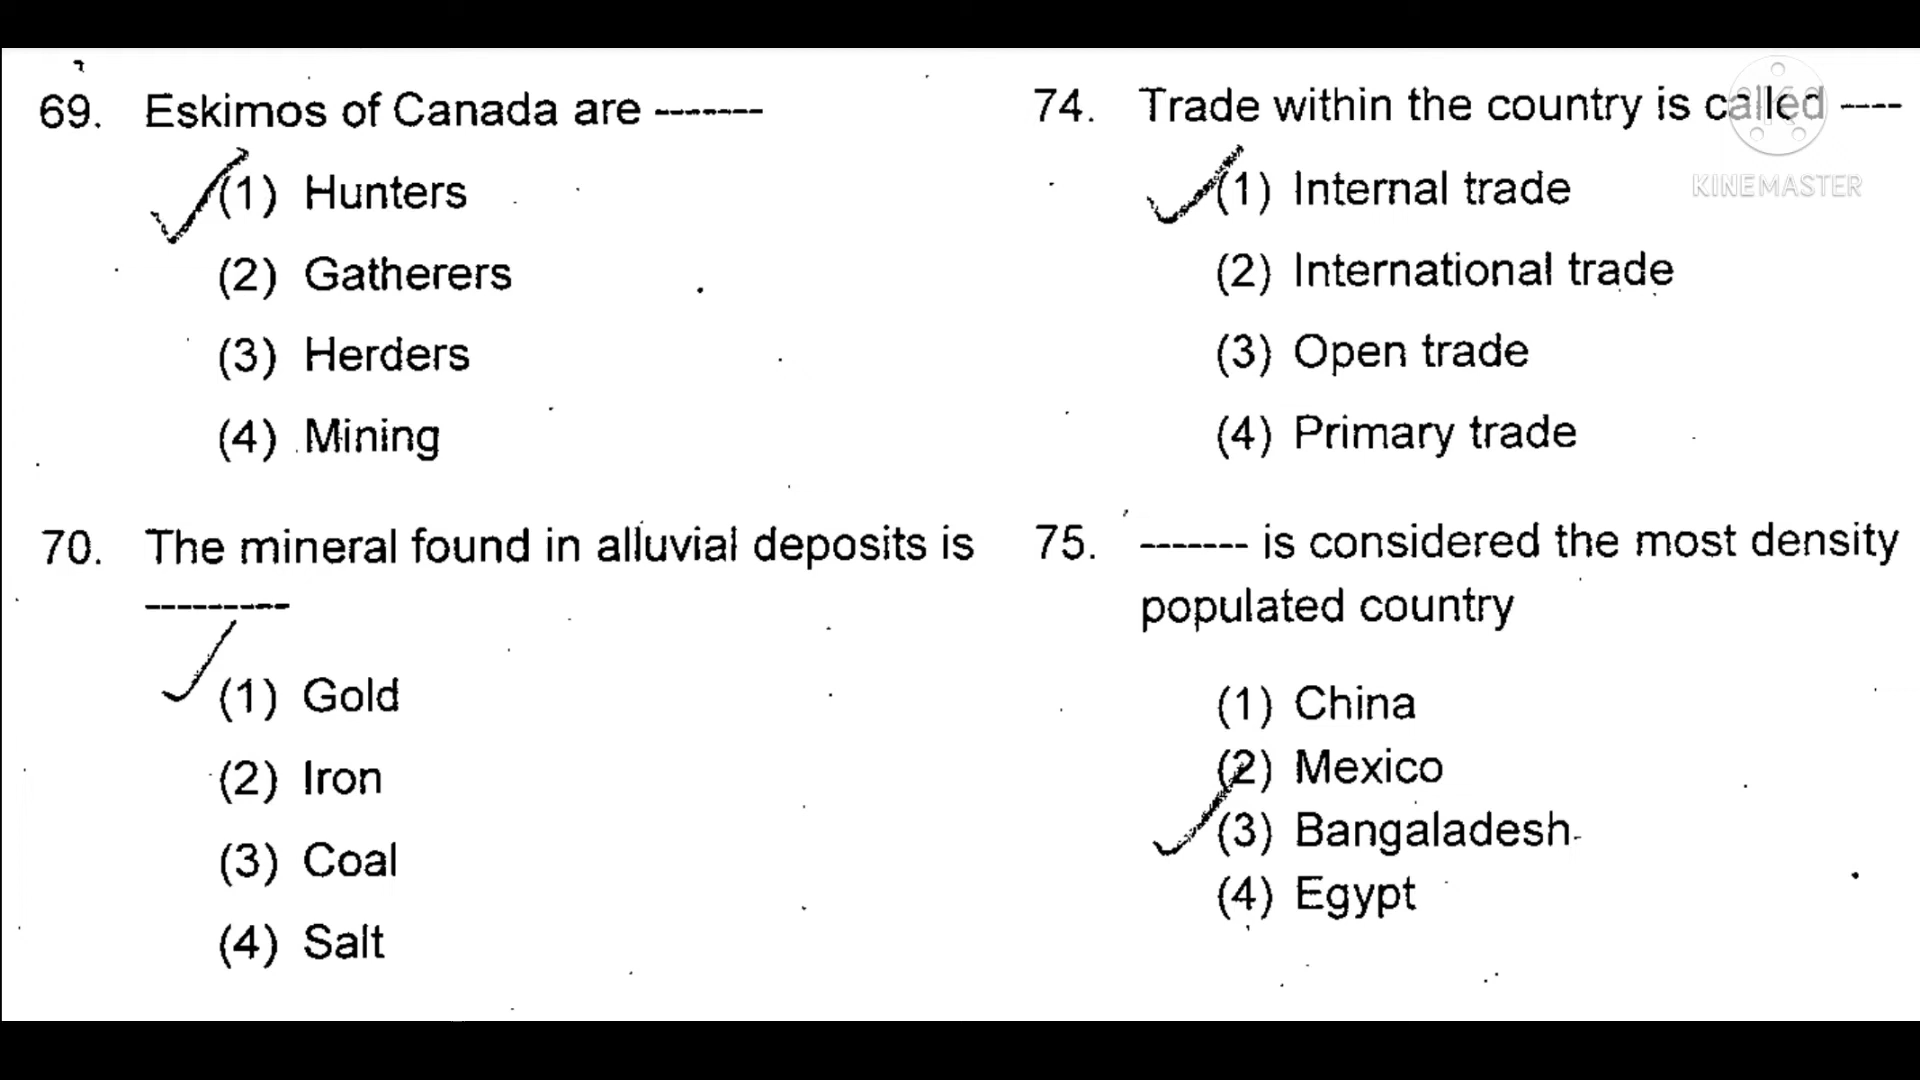 69. Eskimos of Canada are -------
(1) Hunters
(2) Gatherers
(3) Herders
(4) Mining
70. The mineral found in alluvial deposits is
---------
(1) Gold
(2) Iron
(3) Coal
(4) Salt
74. Trade within the country is called ----
(1) Internal trade
(2) International trade
(3) Open trade
(4) Primary trade
75. ------- is considered the most density
populated country
(1) China
(2) Mexico
(3) Bangaladesh
(4) Egypt
KINEMASTER